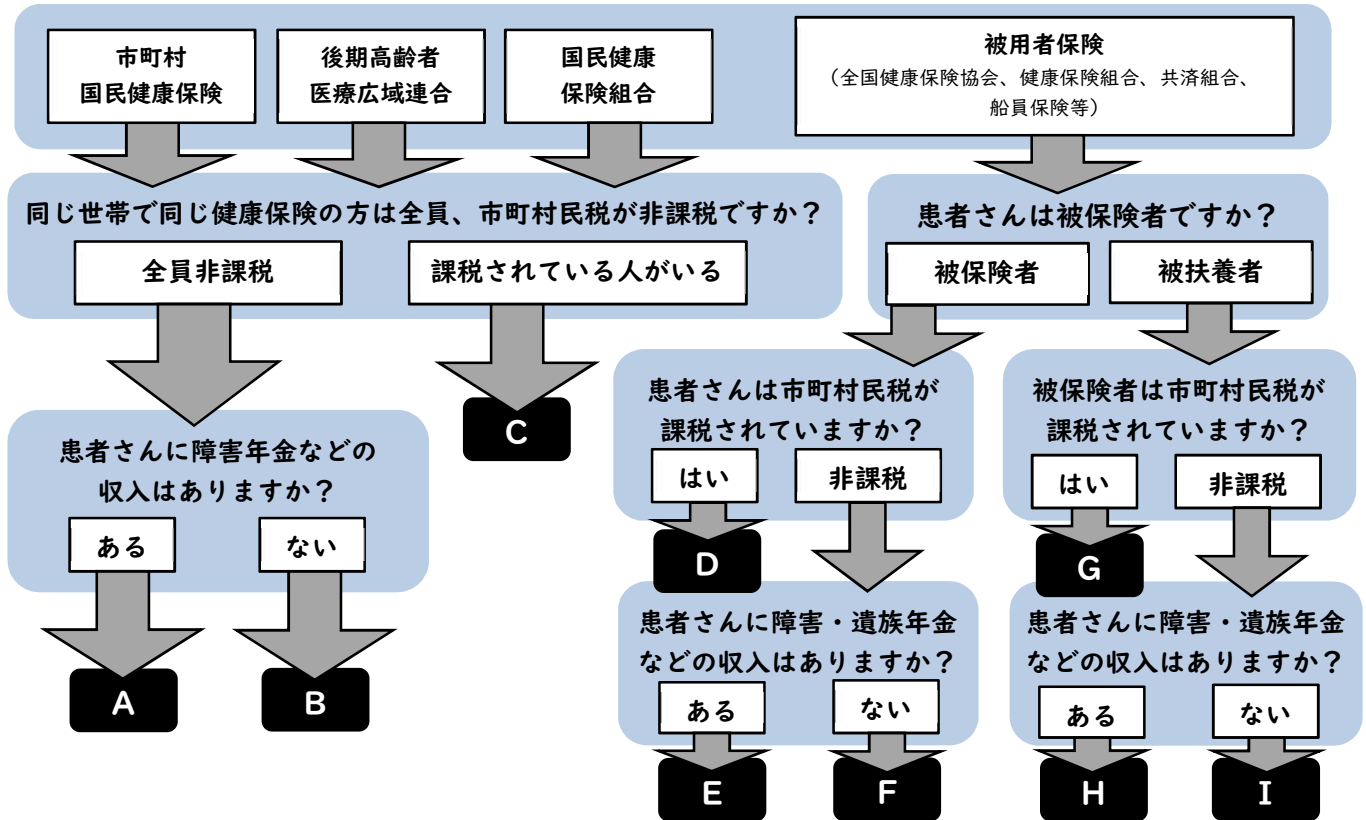 市町村
国民健康保険
後期高齢者
医療広域連合
国民健康
保険組合
被用者保険
（全国健康保険協会、健康保険組合、共済組合、
船員保険等）
同じ世帯で同じ健康保険の方は全員、市町村民税が非課税ですか？
全員非課税
課税されている人がいる
患者さんは被保険者ですか？
被保険者
被扶養者
患者さんに障害年金などの
収入はありますか？
ある
ない
A
B
C
患者さんは市町村民税が
課税されていますか？
はい
非課税
D
患者さんに障害・遺族年金
などの収入はありますか？
ある
ない
E
F
被保険者は市町村民税が
課税されていますか？
はい
非課税
G
患者さんに障害・遺族年金
などの収入はありますか？
ある
ない
H
I